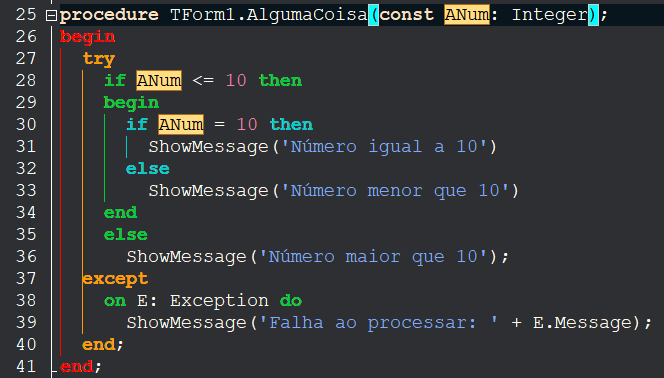 25 procedure TForm1.AlgumaCoisa(const ANum: Integer);
26 begin
27   try
28     if ANum <= 10 then
29     begin
30       if ANum = 10 then
31         ShowMessage('Número igual a 10')
32       else
33         ShowMessage('Número menor que 10')
34     end
35     else
36       ShowMessage('Número maior que 10');
37   except
38     on E: Exception do
39       ShowMessage('Falha ao processar: ' + E.Message);
40   end;
41 end;